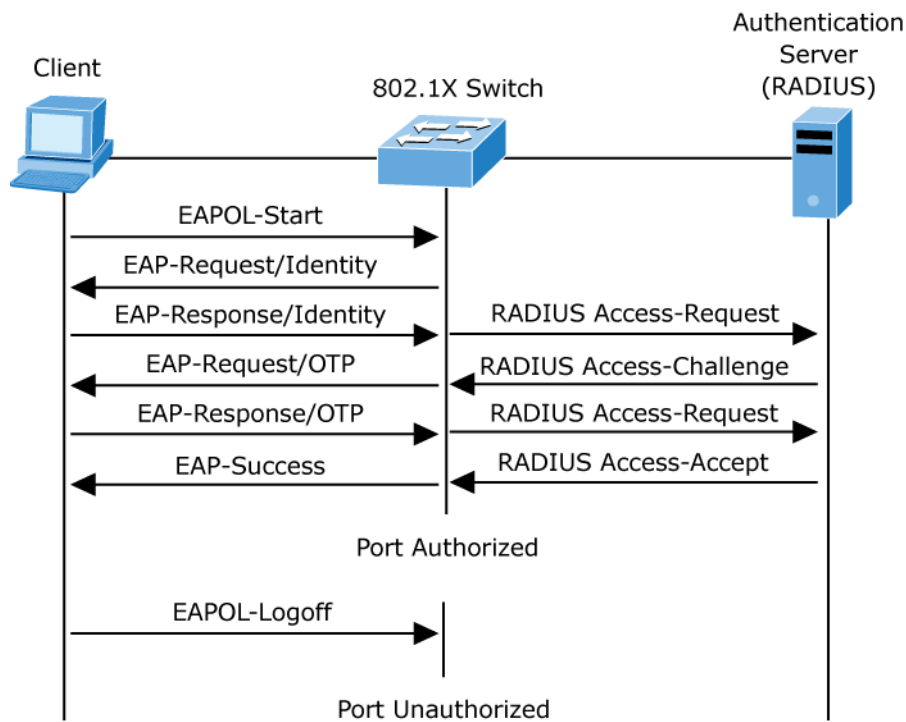 Authentication
Server
(RADIUS)
Client
802.1X Switch
EAPOL-Start
EAP-Request/Identity
EAP-Response/Identity
RADIUS Access-Request
EAP-Request/OTP
RADIUS Access-Challenge
EAP-Response/OTP
RADIUS Access-Request
EAP-Success
RADIUS Access-Accept
Port Authorized
EAPOL-Logoff
Port Unauthorized